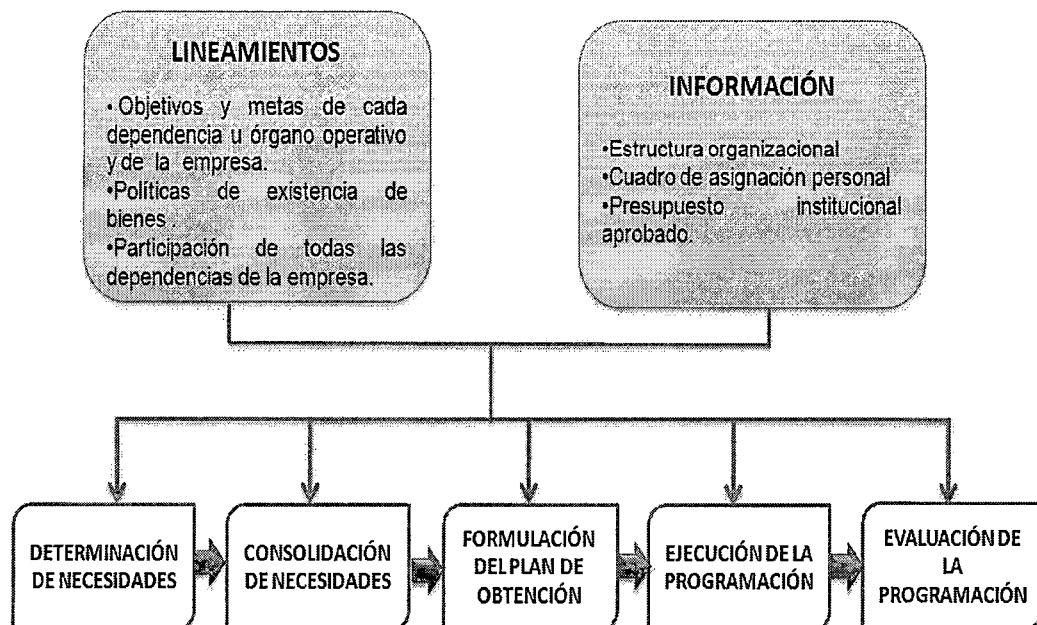 LINEAMIENTOS
• Objetivos y metas de cada
dependencia u órgano operativo
y de la empresa.
•Políticas de existencia de
bienes .
•Participación de todas las
dependencias de la empresa.
INFORMACIÓN
•Estructura organizacional
•Cuadro de asignación personal
•Presupuesto institucional
aprobado.
DETERMINACIÓN
DE NECESIDADES
CONSOLIDACIÓN
DE NECESIDADES
FORMULACIÓN
DEL PLAN DE
OBTENCIÓN
EJECUCIÓN DE LA
PROGRAMACIÓN
EVALUACIÓN DE
LA
PROGRAMACIÓN